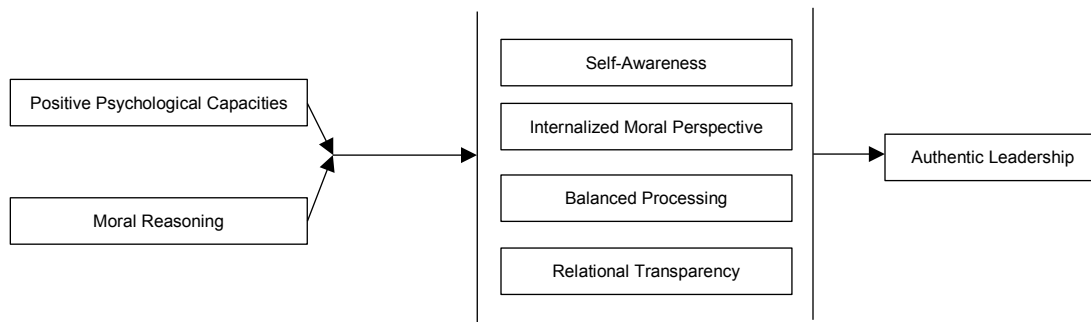 Positive Psychological Capacities
Moral Reasoning
Self-Awareness
Internalized Moral Perspective
Balanced Processing
Relational Transparency
Authentic Leadership